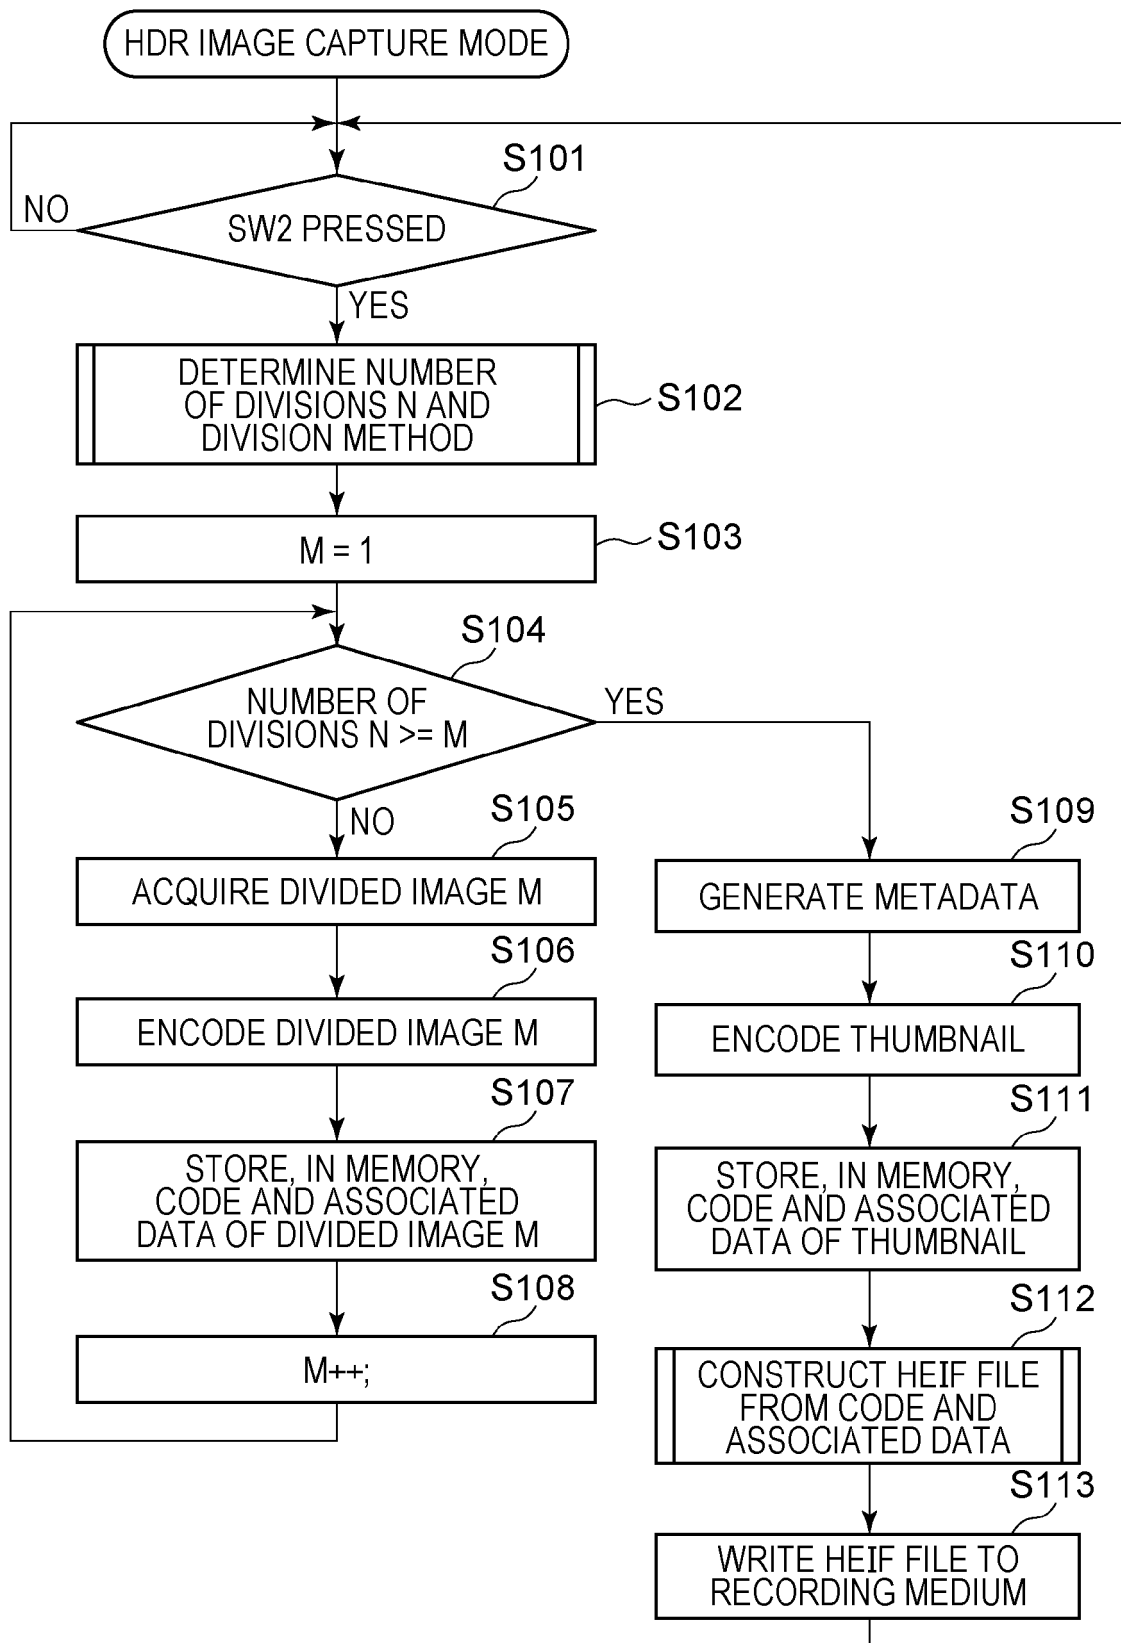 HDR IMAGE CAPTURE MODE
S101
NO
SW2 PRESSED
YES
DETERMINE NUMBER
OF DIVISIONS N AND
DIVISION METHOD
S102
M = 1
S103
S104
NUMBER OF
DIVISIONS N >= M
YES
NO
S105
ACQUIRE DIVIDED IMAGE M
S106
ENCODE DIVIDED IMAGE M
S107
STORE, IN MEMORY,
CODE AND ASSOCIATED
DATA OF DIVIDED IMAGE M
S108
M++;
S109
GENERATE METADATA
S110
ENCODE THUMBNAIL
S111
STORE, IN MEMORY,
CODE AND ASSOCIATED
DATA OF THUMBNAIL
S112
CONSTRUCT HEIF FILE
FROM CODE AND
ASSOCIATED DATA
S113
WRITE HEIF FILE TO
RECORDING MEDIUM